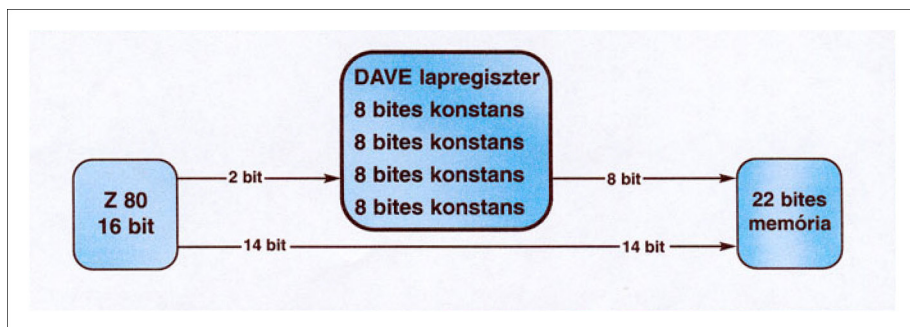 DAVE lapregiszter
8 bites konstans
8 bites konstans
8 bites konstans
8 bites konstans
Z 80
16 bit
2 bit
8 bit
22 bites
memória
14 bit
14 bit